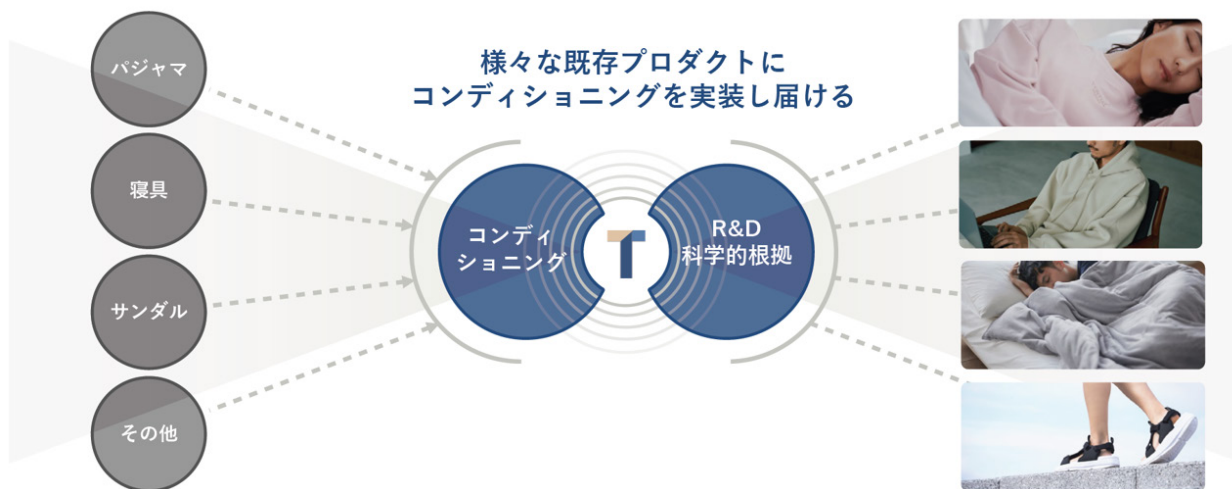 様々な既存プロダクトに
コンディショニングを実装し届ける
パジャマ
寝具
サンダル
その他
コンディ
ショニング
T
R&D
科学的根拠